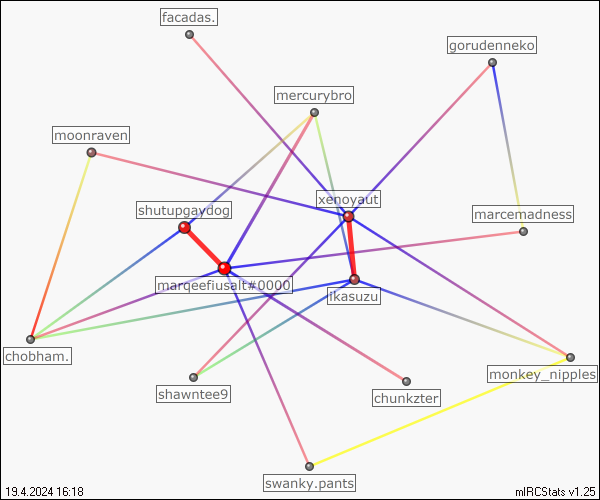 facadas.
gorudenneko
mercurybro
moonraven
xenoyaut
shutupgaydog
marcemadness
marqeefiusalt#0000
ikasuzu
chobham.
monkey_nipples
shawntee9
chunkzter
swanky.pants
19.4.2024 16:18
mIRCStats v1.25